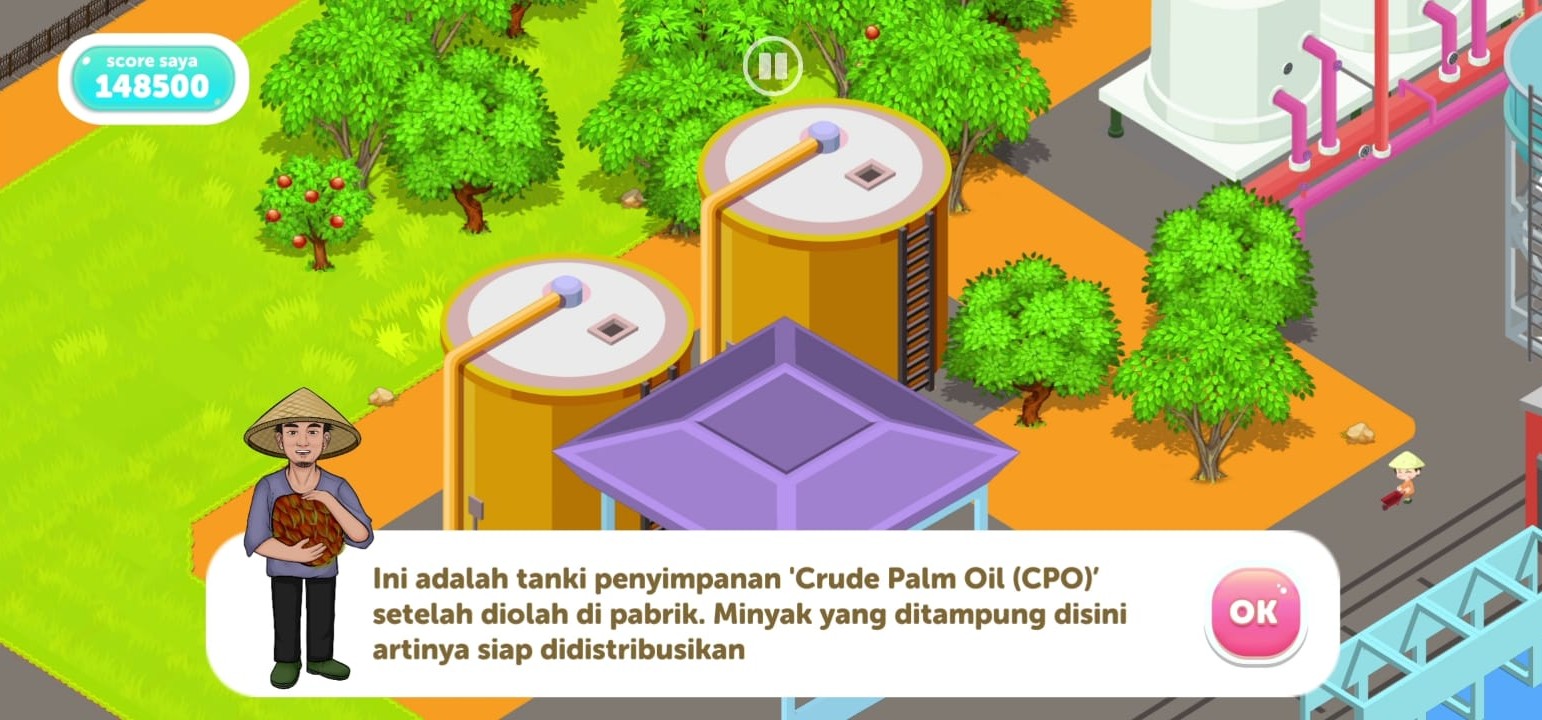 score saya
148500
Ini adalah tanki penyimpanan 'Crude Palm Oil (CPO)'
setelah diolah di pabrik. Minyak yang ditampung disini
artinya siap didistribusikan
OK